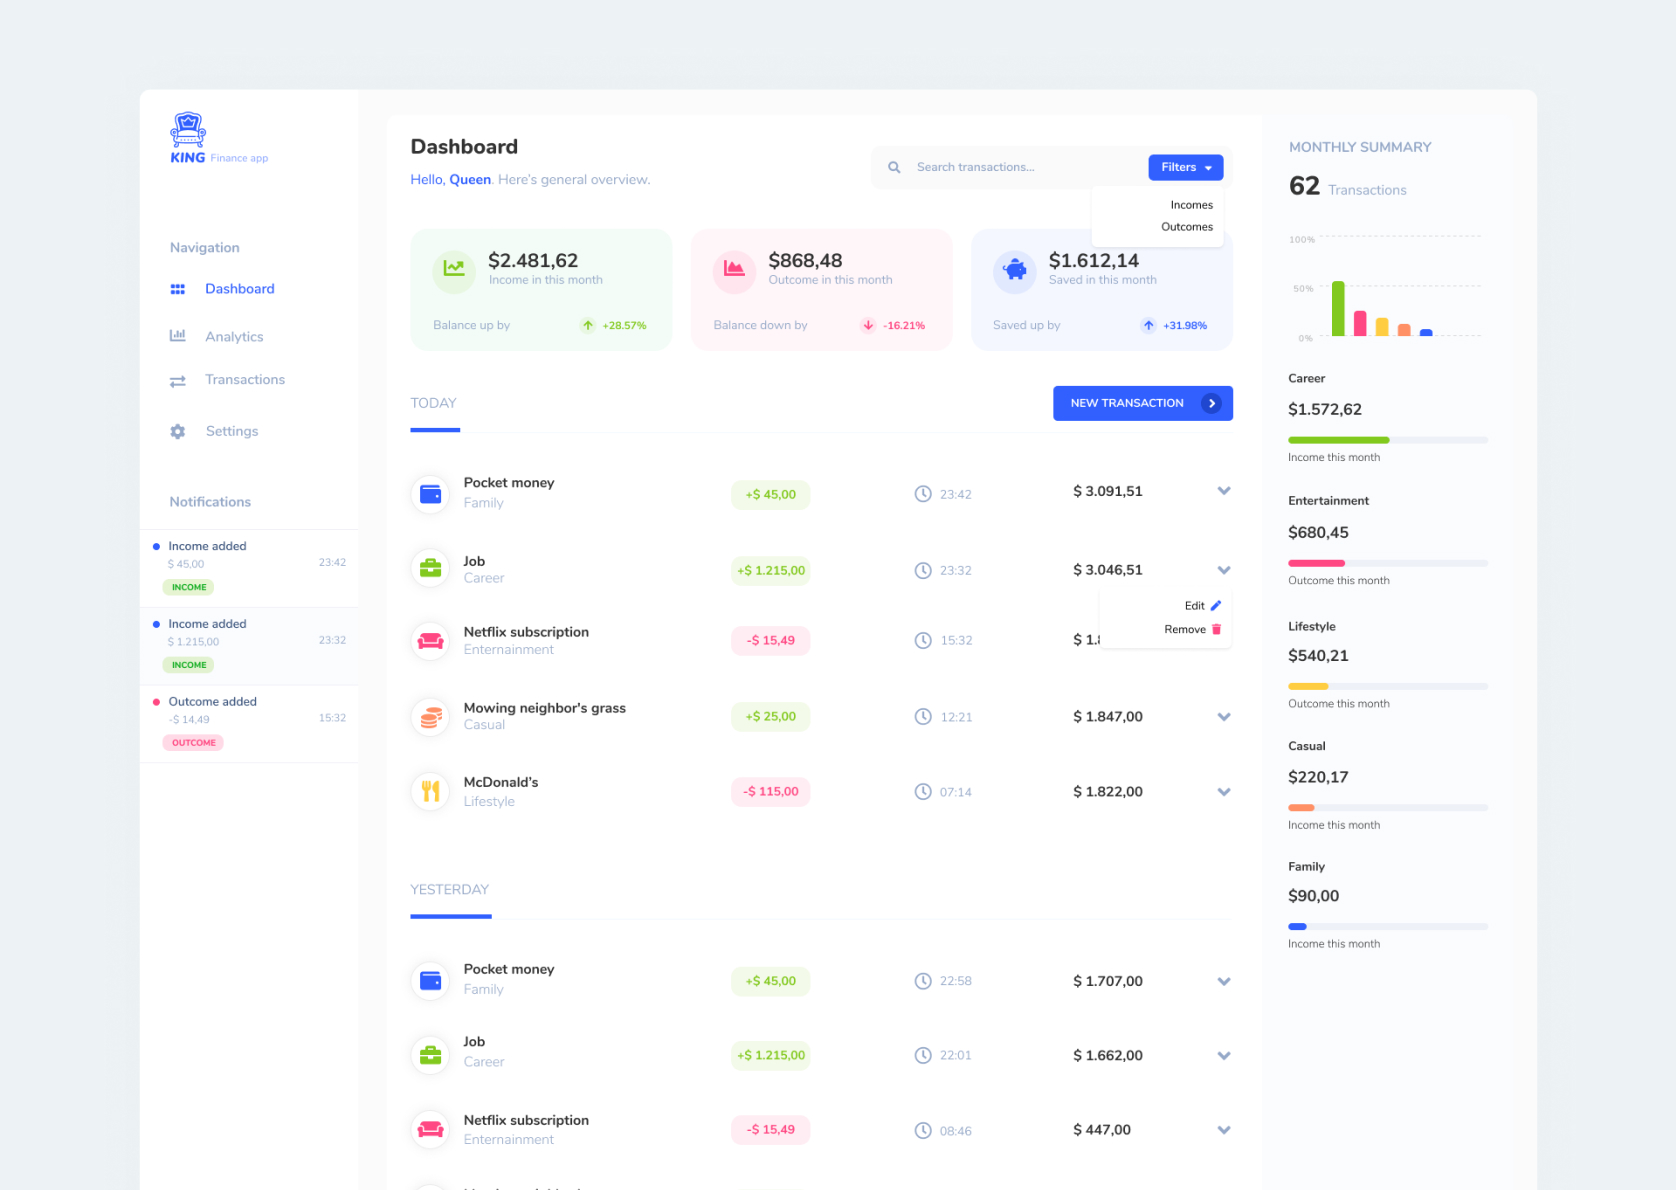 KING Finance app
Navigation
Dashboard
Analytics
Transactions
Settings
Notifications
Income added
$ 45,00
23:42
INCOME
Income added
$ 1.215,00
23:32
INCOME
Outcome added
-$ 14,49
15:32
OUTCOME
Dashboard
Hello, Queen. Here's general overview.
Search transactions...
Filters
Incomes
Outcomes
$2.481,62
Income in this month
Balance up by
+28.57%
$868,48
Outcome in this month
Balance down by
-16.21%
$1.612,14
Saved in this month
Saved up by
+31.98%
TODAY
NEW TRANSACTION
Pocket money
Family
+$ 45,00
23:42
$ 3.091,51
Job
Career
+$ 1.215,00
23:32
$ 3.046,51
Edit
Remove
Netflix subscription
Enternainment
-$ 15,49
15:32
$ 1.8
Mowing neighbor's grass
Casual
+$ 25,00
12:21
$ 1.847,00
McDonald's
Lifestyle
-$ 115,00
07:14
$ 1.822,00
YESTERDAY
Pocket money
Family
+$ 45,00
22:58
$ 1.707,00
Job
Career
+$ 1.215,00
22:01
$ 1.662,00
Netflix subscription
Enternainment
-$ 15,49
08:46
$ 447,00
MONTHLY SUMMARY
62 Transactions
100%
50%
0%
Career
$1.572,62
Income this month
Entertainment
$680,45
Outcome this month
Lifestyle
$540,21
Outcome this month
Casual
$220,17
Income this month
Family
$90,00
Income this month